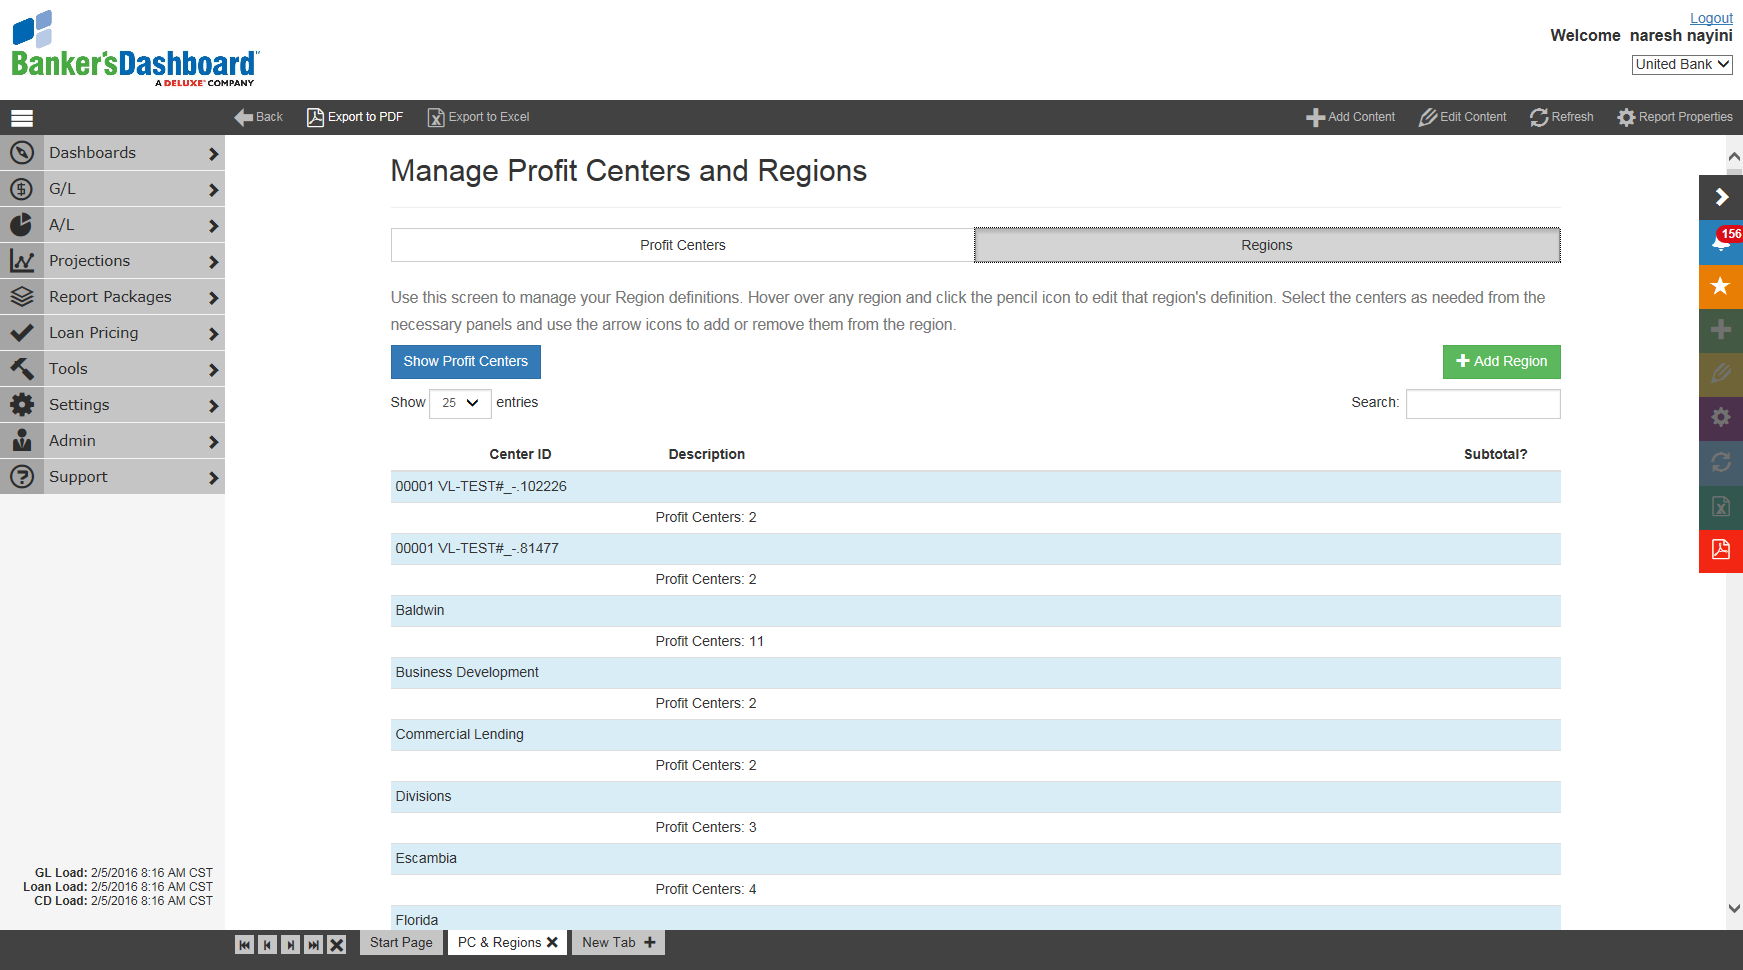 Logout
Welcome naresh nayini
United Bank
Banker'sDashboard
A DELUXE COMPANY
Back
Export to PDF
Export to Excel
Add Content
Edit Content
Refresh
Report Properties
Dashboards
G/L
A/L
Projections
Report Packages
Loan Pricing
Tools
Settings
Admin
Support
Manage Profit Centers and Regions
Profit Centers
Regions
156
Use this screen to manage your Region definitions. Hover over any region and click the pencil icon to edit that region's definition. Select the centers as needed from the
necessary panels and use the arrow icons to add or remove them from the region.
Show Profit Centers
Add Region
Show 25 entries
Search:
Center ID Description Subtotal?
00001 VL-TEST#_-.102226
Profit Centers: 2
00001 VL-TEST#_-.81477
Profit Centers: 2
Baldwin
Profit Centers: 11
Business Development
Profit Centers: 2
Commercial Lending
Profit Centers: 2
Divisions
Profit Centers: 3
Escambia
Profit Centers: 4
Florida
GL Load: 2/5/2016 8:16 AM CST
Loan Load: 2/5/2016 8:16 AM CST
CD Load: 2/5/2016 8:16 AM CST
Start Page
PC & Regions
New Tab